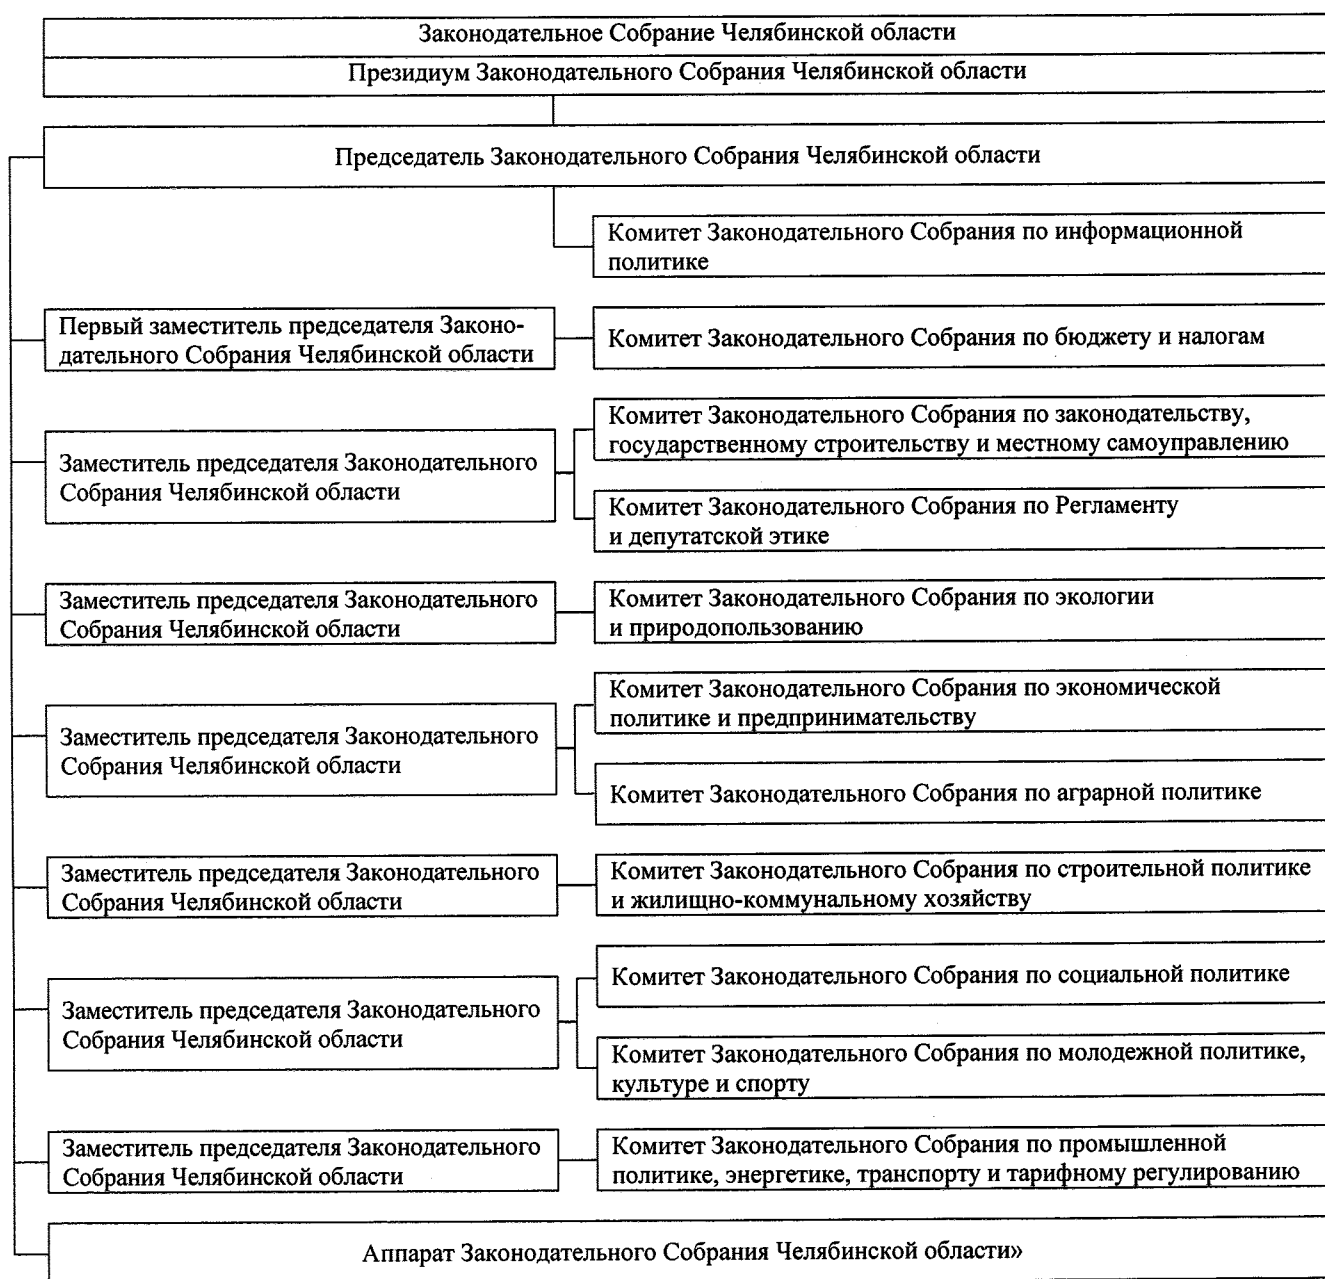 Законодательное Собрание Челябинской области
Президиум Законодательного Собрания Челябинской области
Председатель Законодательного Собрания Челябинской области
Комитет Законодательного Собрания по информационной
политике
Первый заместитель председателя Законо-
дательного Собрания Челябинской области
Комитет Законодательного Собрания по бюджету и налогам
Заместитель председателя Законодательного
Собрания Челябинской области
Комитет Законодательного Собрания по законодательству,
государственному строительству и местному самоуправлению
Комитет Законодательного Собрания по Регламенту
и депутатской этике
Заместитель председателя Законодательного
Собрания Челябинской области
Комитет Законодательного Собрания по экологии
и природопользованию
Заместитель председателя Законодательного
Собрания Челябинской области
Комитет Законодательного Собрания по экономической
политике и предпринимательству
Комитет Законодательного Собрания по аграрной политике
Заместитель председателя Законодательного
Собрания Челябинской области
Комитет Законодательного Собрания по строительной политике
и жилищно-коммунальному хозяйству
Заместитель председателя Законодательного
Собрания Челябинской области
Комитет Законодательного Собрания по социальной политике
Комитет Законодательного Собрания по молодежной политике,
культуре и спорту
Заместитель председателя Законодательного
Собрания Челябинской области
Комитет Законодательного Собрания по промышленной
политике, энергетике, транспорту и тарифному регулированию
Аппарат Законодательного Собрания Челябинской области»